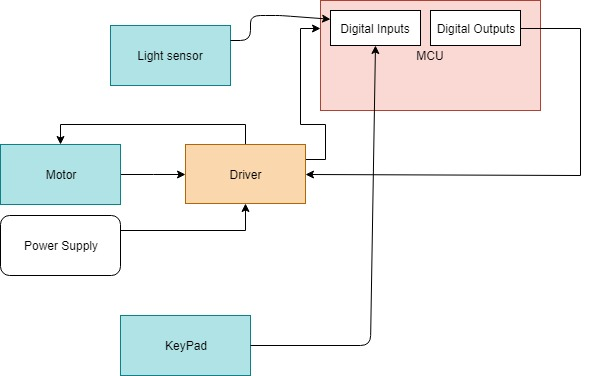 Digital Inputs
Digital Outputs
Light sensor
MCU
Motor
Driver
Power Supply
KeyPad